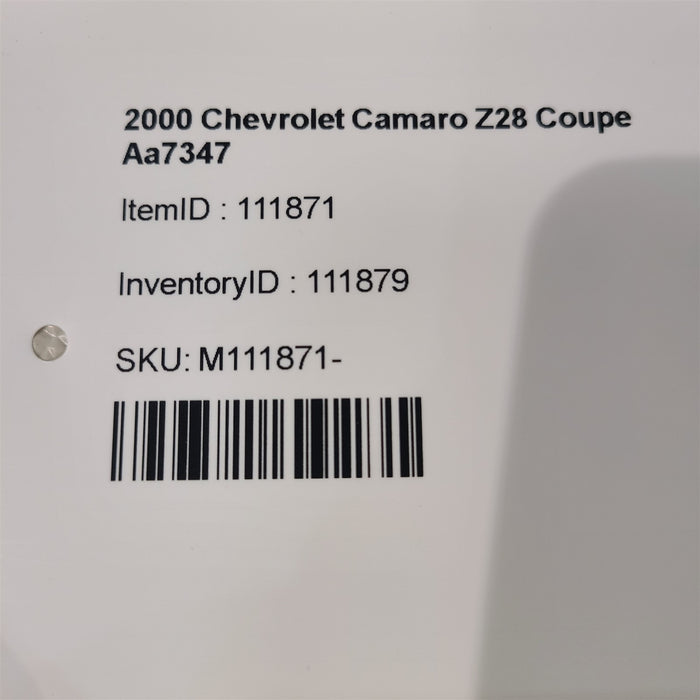 2000 Chevrolet Camaro Z28 Coupe
Aa7347
ItemID : 111871
InventoryID : 111879
SKU: M111871-